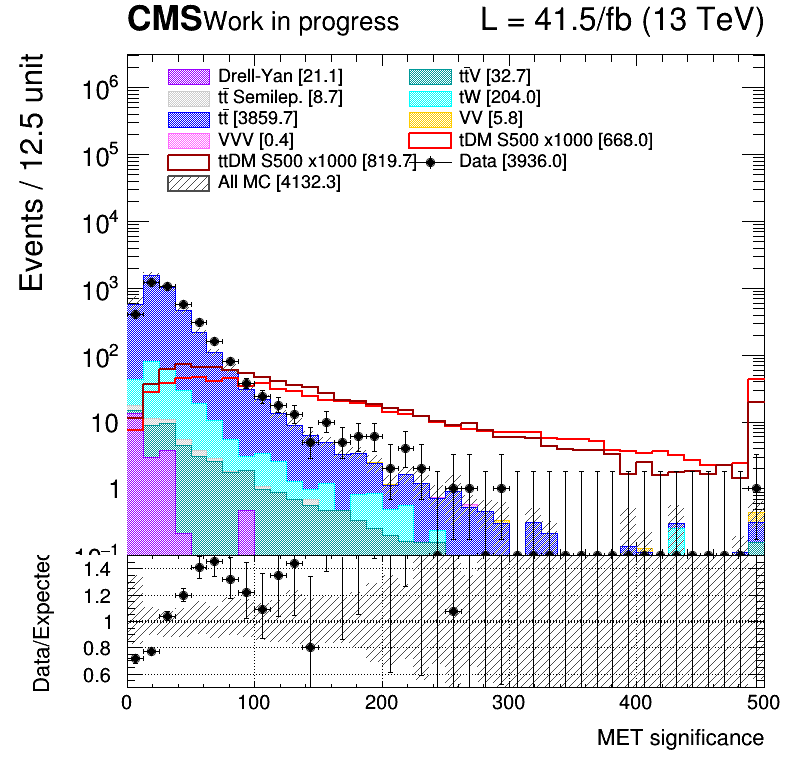 CMS Work in progress L = 41.5/fb (13 TeV)
Events / 12.5 unit
Drell-Yan [21.1] tt̄V [32.7]
tt̄ Semilep. [8.7] tW [204.0]
tt̄ [3859.7] VV [5.8]
VVV [0.4] tDM S500 x1000 [668.0]
ttDM S500 x1000 [819.7] Data [3936.0]
All MC [4132.3]
10⁶
10⁵
10⁴
10³
10²
10
1
10⁻¹
Data/Expected
1.4
1.2
1
0.8
0.6
0 100 200 300 400 500
MET significance